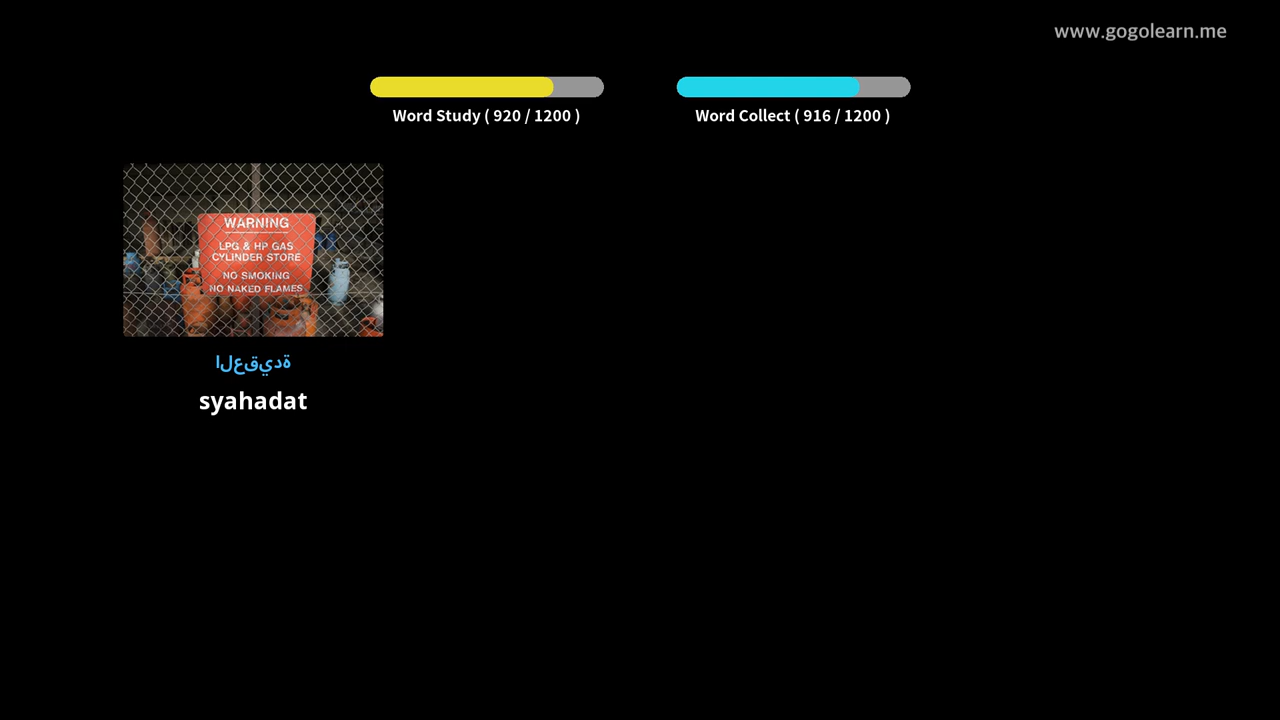 www.gogolearn.me
Word Study ( 920 / 1200 )
Word Collect ( 916 / 1200 )
WARNING
LPG & HP GAS
CYLINDER STORE
NO SMOKING
NO NAKED FLAMES
ةديقعلا
syahadat